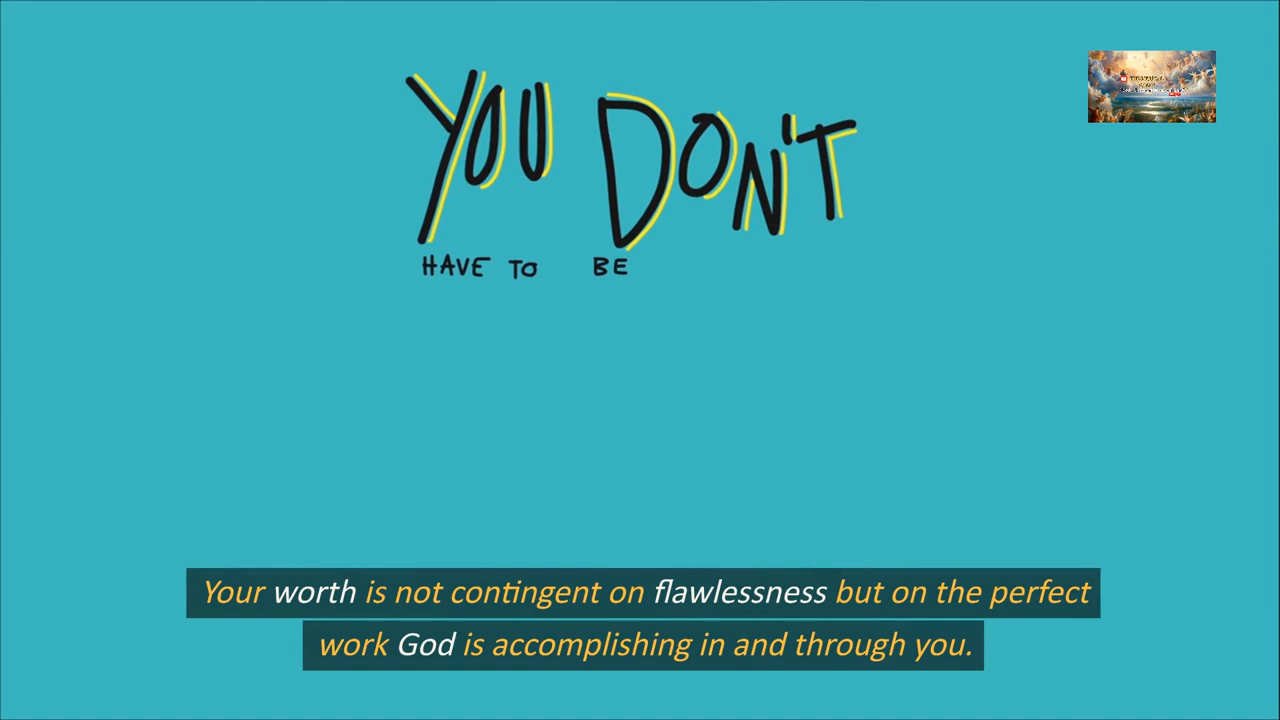 YOU DON'T
HAVE TO BE
Your worth is not contingent on flawlessness but on the perfect
work God is accomplishing in and through you.